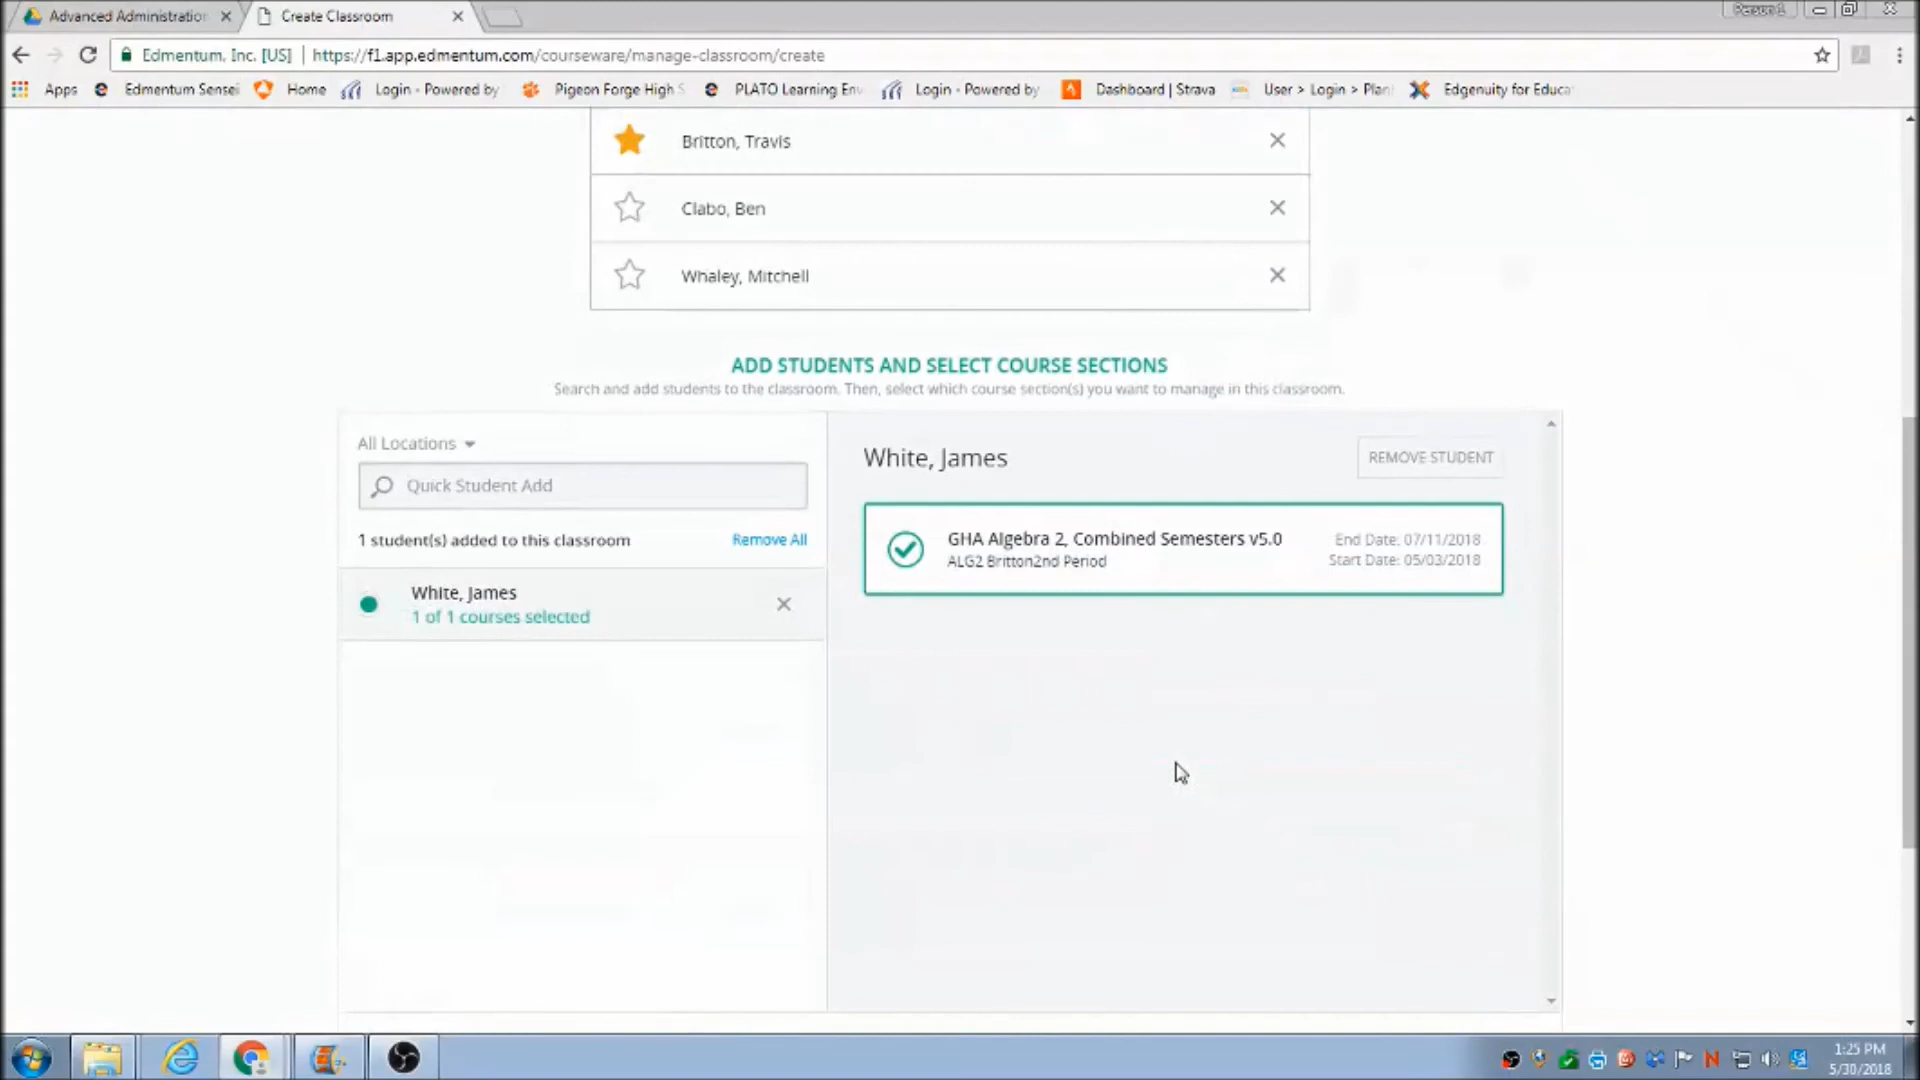 Advanced Administration
Create Classroom
Person 1
Edmentum, Inc. [US]
https://f1.app.edmentum.com/courseware/manage-classroom/create
Apps
Edmentum Sensei
Home
Login - Powered by
Pigeon Forge High S
PLATO Learning Env
Login - Powered by
Dashboard | Strava
User > Login > Plan
Edgenuity for Educa
Britton, Travis
Clabo, Ben
Whaley, Mitchell
ADD STUDENTS AND SELECT COURSE SECTIONS
Search and add students to the classroom. Then, select which course section(s) you want to manage in this classroom.
All Locations
Quick Student Add
1 student(s) added to this classroom
Remove All
White, James
1 of 1 courses selected
White, James
REMOVE STUDENT
GHA Algebra 2, Combined Semesters v5.0
ALG2 Britton2nd Period
End Date: 07/11/2018
Start Date: 05/03/2018
1:25 PM
5/30/2018